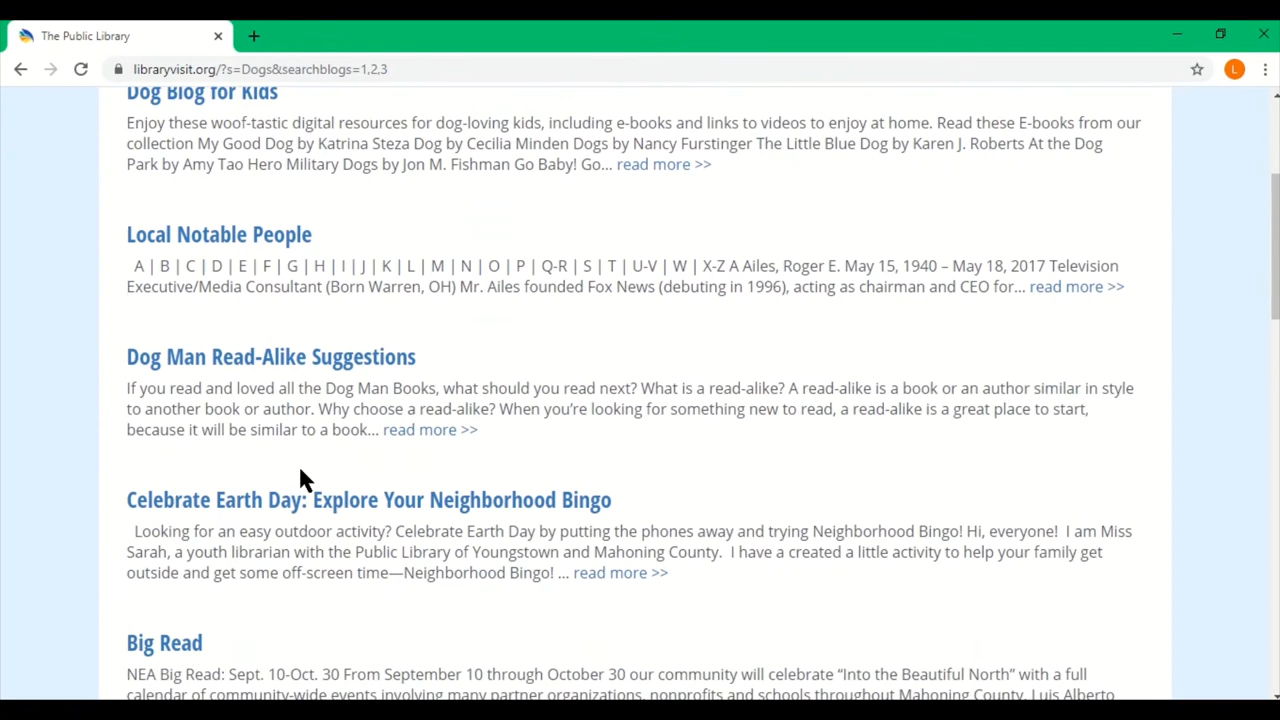 The Public Library
libraryvisit.org/?s=Dogs&searchblogs=1,2,3
L
Dog Blog for Kids
Enjoy these woof-tastic digital resources for dog-loving kids, including e-books and links to videos to enjoy at home. Read these E-books from our
collection My Good Dog by Katrina Steza Dog by Cecilia Minden Dogs by Nancy Furstinger The Little Blue Dog by Karen J. Roberts At the Dog
Park by Amy Tao Hero Military Dogs by Jon M. Fishman Go Baby! Go... read more >>
Local Notable People
A | B | C | D | E | F | G | H | I | J | K | L | M | N | O | P | Q-R | S | T | U-V | W | X-Z A Ailes, Roger E. May 15, 1940 – May 18, 2017 Television
Executive/Media Consultant (Born Warren, OH) Mr. Ailes founded Fox News (debuting in 1996), acting as chairman and CEO for... read more >>
Dog Man Read-Alike Suggestions
If you read and loved all the Dog Man Books, what should you read next? What is a read-alike? A read-alike is a book or an author similar in style
to another book or author. Why choose a read-alike? When you’re looking for something new to read, a read-alike is a great place to start,
because it will be similar to a book... read more >>
Celebrate Earth Day: Explore Your Neighborhood Bingo
Looking for an easy outdoor activity? Celebrate Earth Day by putting the phones away and trying Neighborhood Bingo! Hi, everyone!  I am Miss
Sarah, a youth librarian with the Public Library of Youngstown and Mahoning County.  I have a created a little activity to help your family get
outside and get some off-screen time—Neighborhood Bingo! ... read more >>
Big Read
NEA Big Read: Sept. 10-Oct. 30 From September 10 through October 30 our community will celebrate “Into the Beautiful North” with a full
calendar of community-wide events involving many partner organizations, nonprofits and schools throughout Mahoning County. Luis Alberto